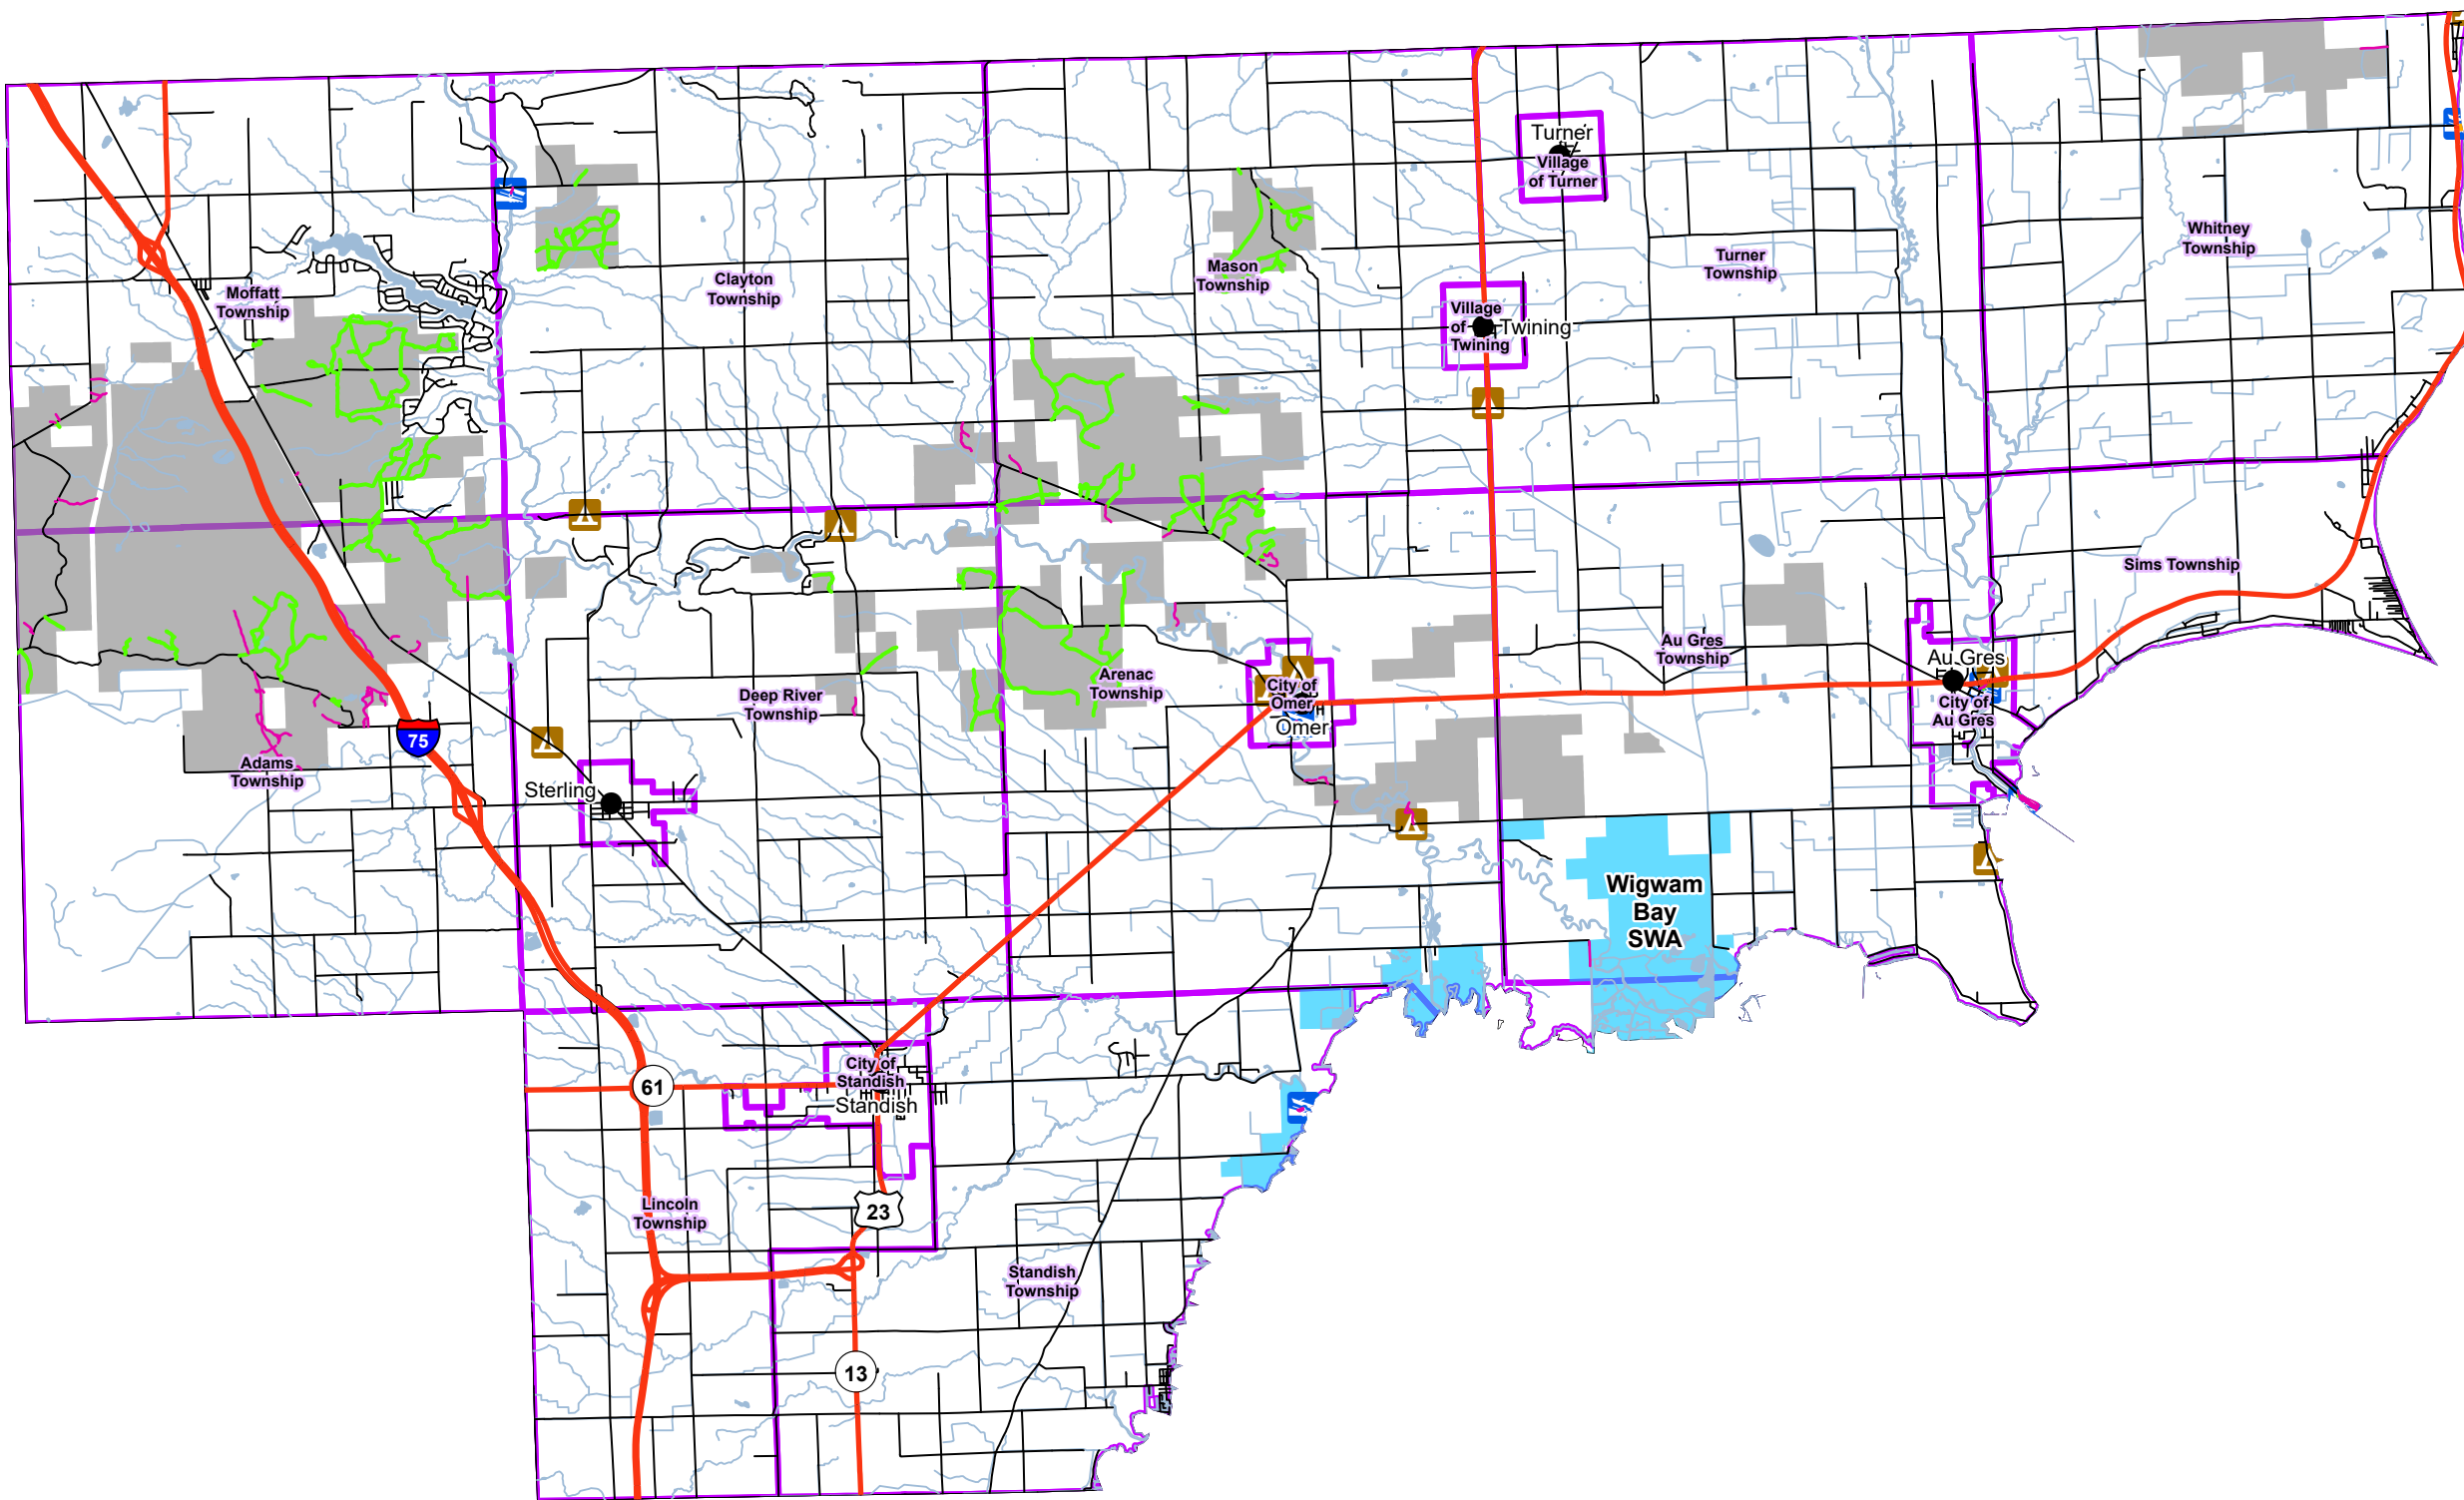 Turner
Village
of Turner
Whitney
Township
Turner
Township
Mason
Township
Clayton
Township
Moffatt
Township
Village
of
Twining
Twining
Sims Township
Au Gres
Township
Au Gres
City of
Au Gres
Arenac
Township
City of
Omer
Omer
Deep River
Township
75
Adams
Township
Sterling
Wigwam
Bay
SWA
City of
Standish
Standish
61
Lincoln
Township
23
Standish
Township
13